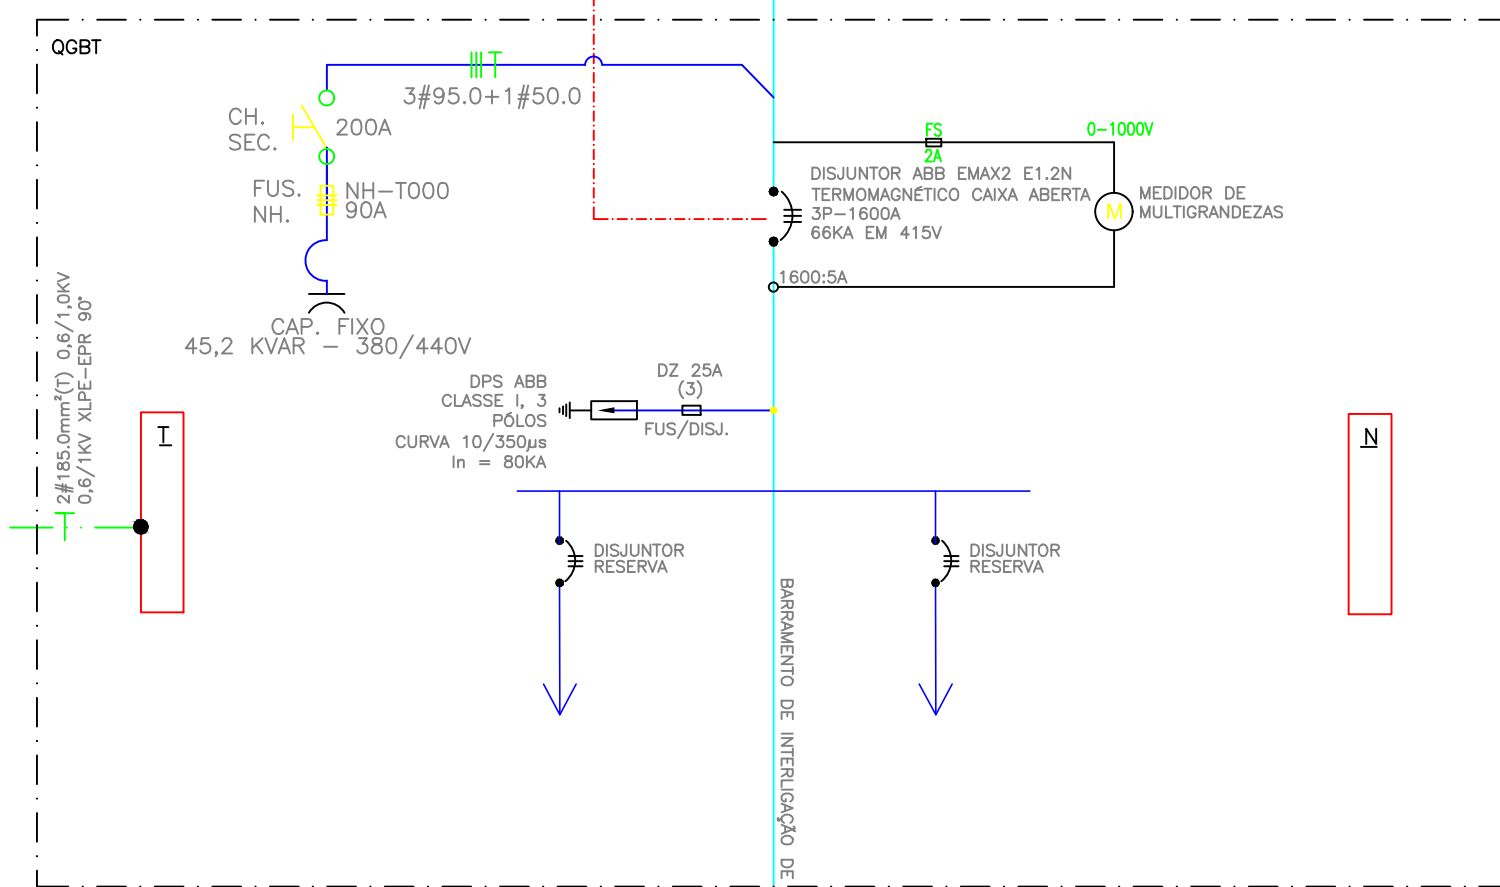 QGBT
3#95.0+1#50.0
CH.
SEC.
200A
FUS.
NH.
NH-T000
90A
CAP. FIXO
45,2 KVAR - 380/440V
FS
2A
0-1000V
DISJUNTOR ABB EMAX2 E1.2N
TERMOMAGNÉTICO CAIXA ABERTA
3P-1600A
66KA EM 415V
M
MEDIDOR DE
MULTIGRANDEZAS
1600:5A
2#185.0mm²(T) 0,6/1,0KV
0,6/1KV XLPE-EPR 90°
T
T
T
DPS ABB
CLASSE I, 3
PÓLOS
CURVA 10/350µs
In = 80KA
DZ 25A
(3)
FUS/DISJ.
N
DISJUNTOR
RESERVA
DISJUNTOR
RESERVA
BARRAMENTO DE INTERLIGAÇÃO DE